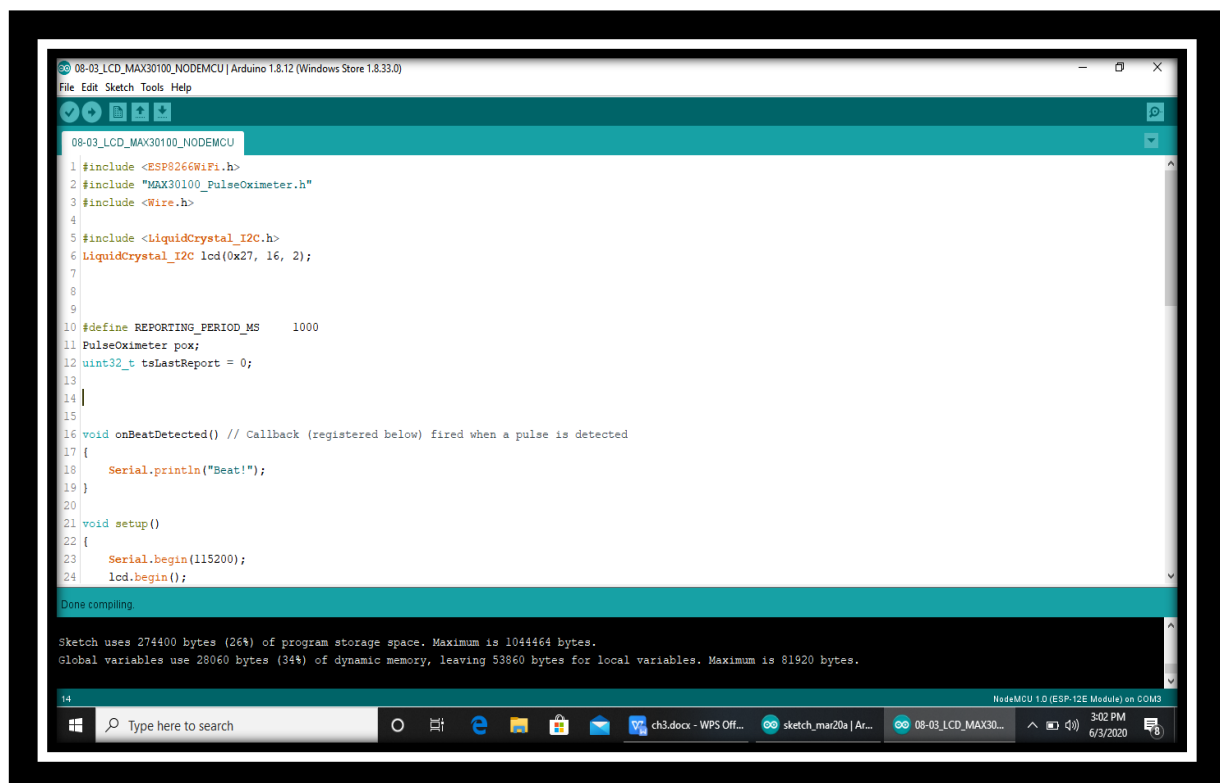 08-03_LCD_MAX30100_NODEMCU | Arduino 1.8.12 (Windows Store 1.8.33.0)
File Edit Sketch Tools Help
08-03_LCD_MAX30100_NODEMCU
1 #include <ESP8266WiFi.h>
2 #include "MAX30100_PulseOximeter.h"
3 #include <Wire.h>
4
5 #include <LiquidCrystal_I2C.h>
6 LiquidCrystal_I2C lcd(0x27, 16, 2);
7
8
9
10 #define REPORTING_PERIOD_MS     1000
11 PulseOximeter pox;
12 uint32_t tsLastReport = 0;
13
14
15
16 void onBeatDetected() // Callback (registered below) fired when a pulse is detected
17 {
18     Serial.println("Beat!");
19 }
20
21 void setup()
22 {
23     Serial.begin(115200);
24     lcd.begin();
Done compiling.
Sketch uses 274400 bytes (26%) of program storage space. Maximum is 1044464 bytes.
Global variables use 28060 bytes (34%) of dynamic memory, leaving 53860 bytes for local variables. Maximum is 81920 bytes.
14 NodeMCU 1.0 (ESP-12E Module) on COM3
Type here to search ch3.docx - WPS Off... sketch_mar20a | Ar... 08-03_LCD_MAX30... 3:02 PM
6/3/2020 8